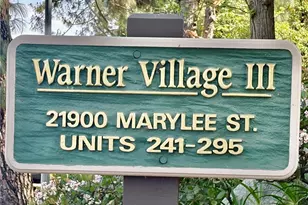 Warner Village III
21900 MARYLEE ST.
UNITS 241-295